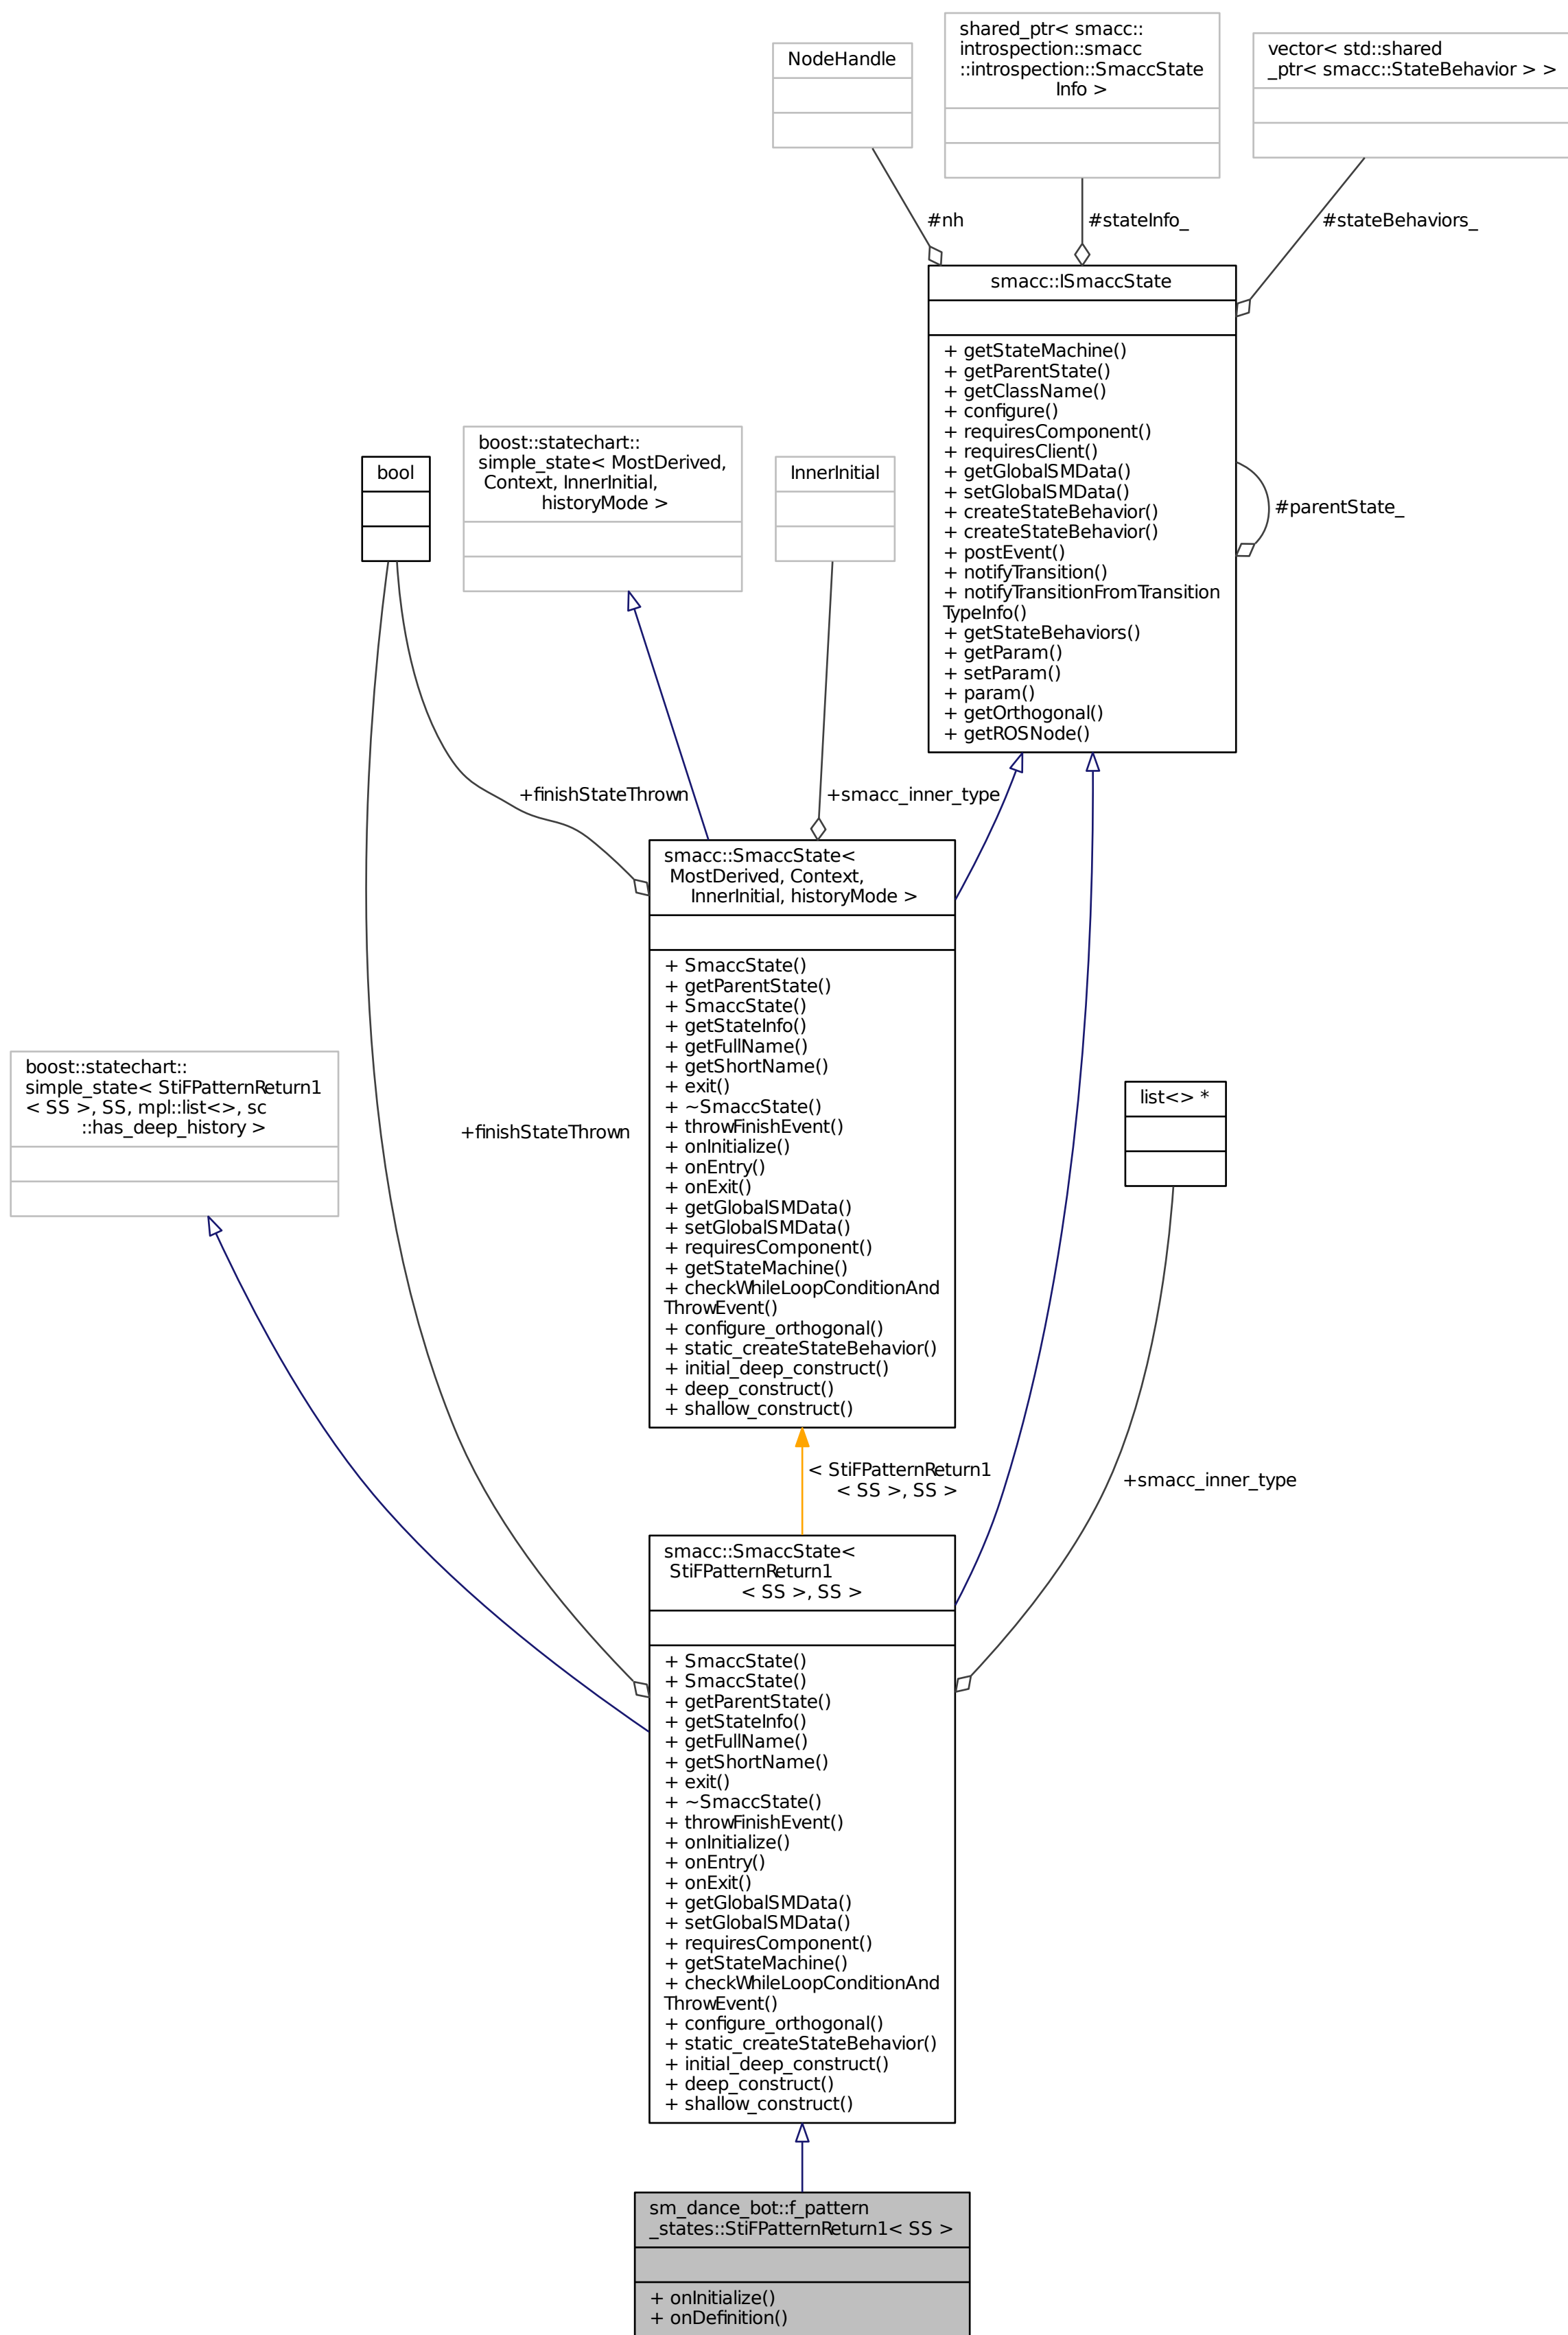 NodeHandle
shared_ptr< smacc::
introspection::smacc
::introspection::SmaccState
Info >
vector< std::shared
_ptr< smacc::StateBehavior > >
#nh
#stateInfo_
#stateBehaviors_
smacc::ISmaccState
+ getStateMachine()
+ getParentState()
+ getClassName()
+ configure()
+ requiresComponent()
+ requiresClient()
+ getGlobalSMData()
+ setGlobalSMData()
+ createStateBehavior()
+ createStateBehavior()
+ postEvent()
+ notifyTransition()
+ notifyTransitionFromTransition
TypeInfo()
+ getStateBehaviors()
+ getParam()
+ setParam()
+ param()
+ getOrthogonal()
+ getROSNode()
#parentState_
bool
boost::statechart::
simple_state< MostDerived,
Context, InnerInitial,
historyMode >
InnerInitial
+finishStateThrown
+smacc_inner_type
smacc::SmaccState<
MostDerived, Context,
InnerInitial, historyMode >
+ SmaccState()
+ getParentState()
+ SmaccState()
+ getStateInfo()
+ getFullName()
+ getShortName()
+ exit()
+ ~SmaccState()
+ throwFinishEvent()
+ onInitialize()
+ onEntry()
+ onExit()
+ getGlobalSMData()
+ setGlobalSMData()
+ requiresComponent()
+ getStateMachine()
+ checkWhileLoopConditionAnd
ThrowEvent()
+ configure_orthogonal()
+ static_createStateBehavior()
+ initial_deep_construct()
+ deep_construct()
+ shallow_construct()
boost::statechart::
simple_state< StiFPatternReturn1
< SS >, SS, mpl::list<>, sc
::has_deep_history >
+finishStateThrown
list<> *
< StiFPatternReturn1
< SS >, SS >
+smacc_inner_type
smacc::SmaccState<
StiFPatternReturn1
< SS >, SS >
+ SmaccState()
+ SmaccState()
+ getParentState()
+ getStateInfo()
+ getFullName()
+ getShortName()
+ exit()
+ ~SmaccState()
+ throwFinishEvent()
+ onInitialize()
+ onEntry()
+ onExit()
+ getGlobalSMData()
+ setGlobalSMData()
+ requiresComponent()
+ getStateMachine()
+ checkWhileLoopConditionAnd
ThrowEvent()
+ configure_orthogonal()
+ static_createStateBehavior()
+ initial_deep_construct()
+ deep_construct()
+ shallow_construct()
sm_dance_bot::f_pattern
_states::StiFPatternReturn1< SS >
+ onInitialize()
+ onDefinition()